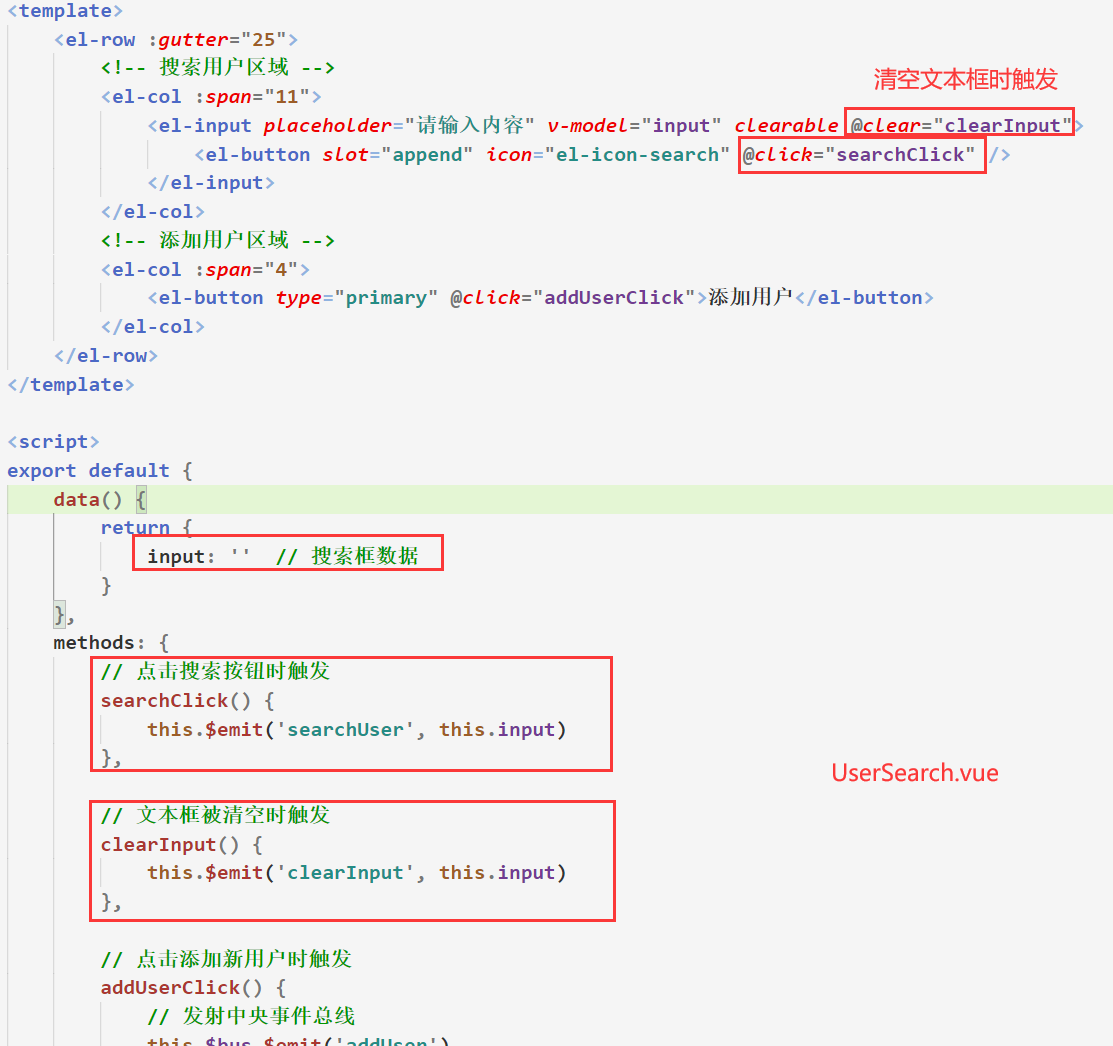 <template>
<el-row :gutter="25">
<!-- 搜索用户区域 -->
清空文本框时触发
<el-col :span="11">
<el-input placeholder="请输入内容" v-model="input" clearable @clear="clearInput">
<el-button slot="append" icon="el-icon-search" @click="searchClick" />
</el-input>
</el-col>
<!-- 添加用户区域 -->
<el-col :span="4">
<el-button type="primary" @click="addUserClick">添加用户</el-button>
</el-col>
</el-row>
</template>
<script>
export default {
data() {
return {
input: '' // 搜索框数据
}
},
methods: {
// 点击搜索按钮时触发
searchClick() {
this.$emit('searchUser', this.input)
},
UserSearch.vue
// 文本框被清空时触发
clearInput() {
this.$emit('clearInput', this.input)
},
// 点击添加新用户时触发
addUserClick() {
// 发射中央事件总线
this.$bus.$emit('addUser')